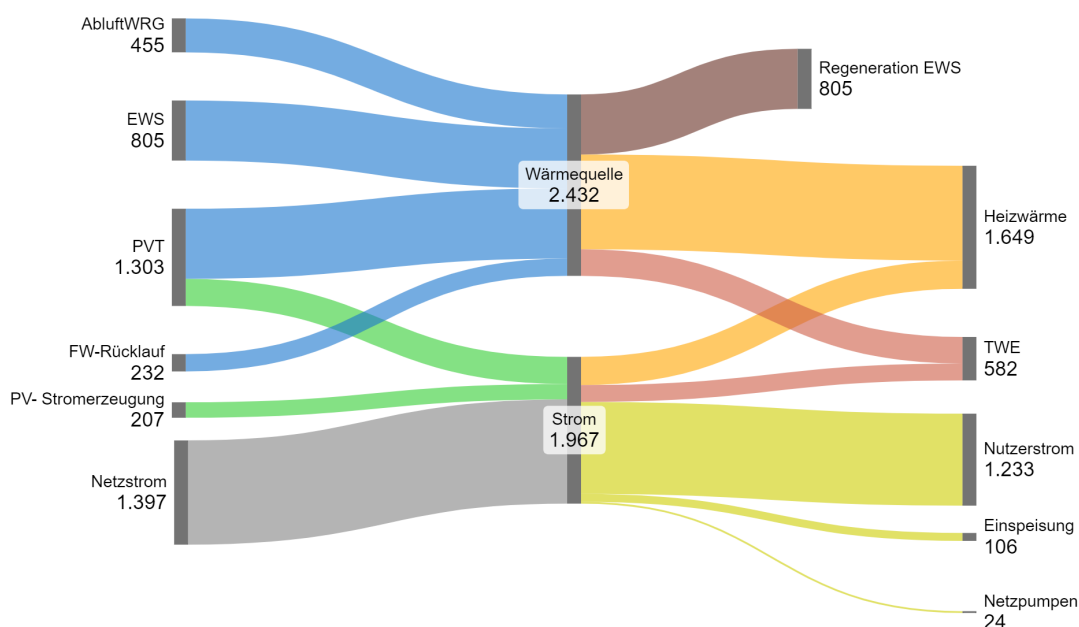 AbluftWRG
455
EWS
805
PVT
1.303
FW-Rücklauf
232
PV- Stromerzeugung
207
Netzstrom
1.397
Wärmequelle
2.432
Strom
1.967
Regeneration EWS
805
Heizwärme
1.649
TWE
582
Nutzerstrom
1.233
Einspeisung
106
Netzpumpen
24